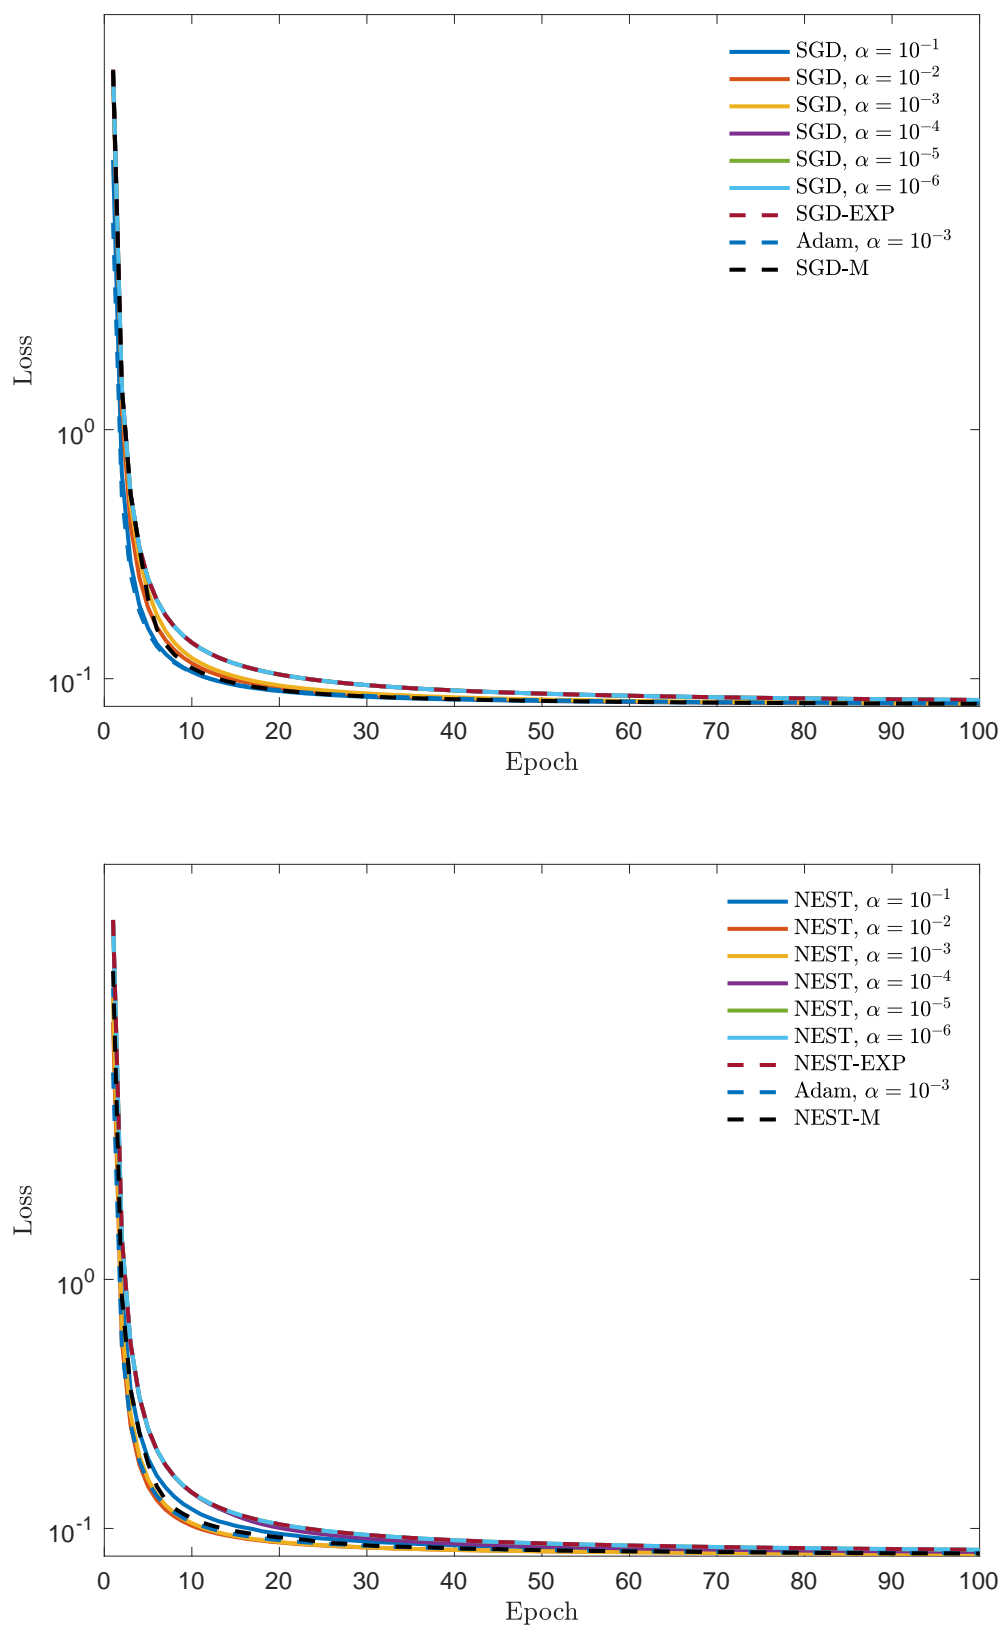 SGD, α = 10⁻¹
SGD, α = 10⁻²
SGD, α = 10⁻³
SGD, α = 10⁻⁴
SGD, α = 10⁻⁵
SGD, α = 10⁻⁶
SGD-EXP
Adam, α = 10⁻³
SGD-M
Loss
10⁰
10⁻¹
0 10 20 30 40 50 60 70 80 90 100
Epoch
NEST, α = 10⁻¹
NEST, α = 10⁻²
NEST, α = 10⁻³
NEST, α = 10⁻⁴
NEST, α = 10⁻⁵
NEST, α = 10⁻⁶
NEST-EXP
Adam, α = 10⁻³
NEST-M
Loss
10⁰
10⁻¹
0 10 20 30 40 50 60 70 80 90 100
Epoch